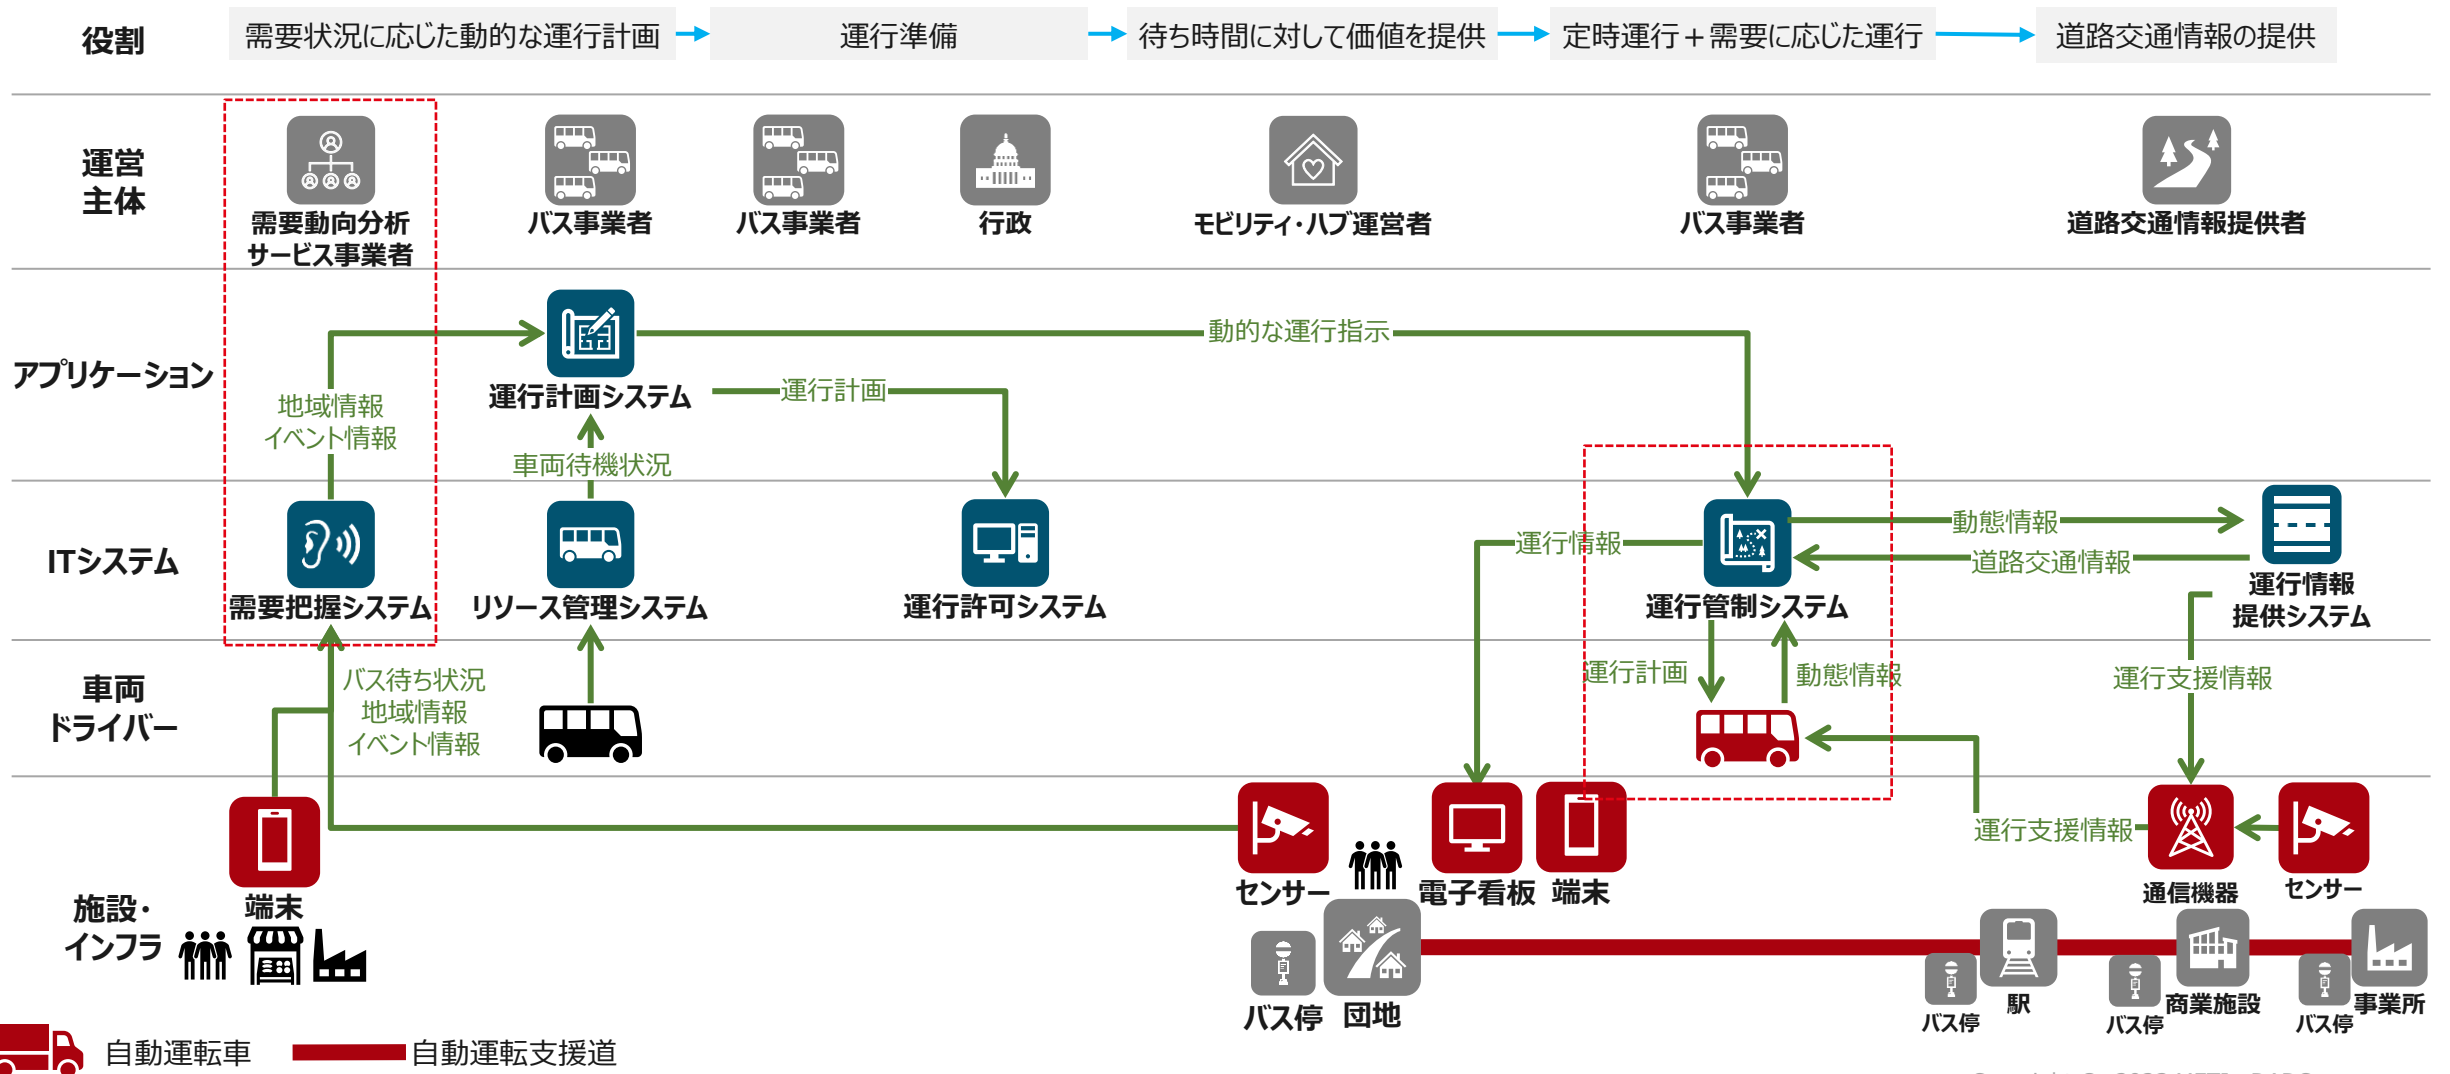 役割
需要状況に応じた動的な運行計画
運行準備
待ち時間に対して価値を提供
定時運行＋需要に応じた運行
道路交通情報の提供
運営
主体
需要動向分析
サービス事業者
バス事業者
バス事業者
行政
モビリティ・ハブ運営者
バス事業者
道路交通情報提供者
アプリケーション
地域情報
イベント情報
運行計画システム
車両待機状況
運行計画
動的な運行指示
ITシステム
需要把握システム
リソース管理システム
運行許可システム
運行情報
運行管制システム
動態情報
道路交通情報
運行情報
提供システム
車両
ドライバー
バス待ち状況
地域情報
イベント情報
運行計画
動態情報
運行支援情報
施設・
インフラ
端末
センサー
電子看板
端末
運行支援情報
通信機器
センサー
バス停
団地
バス停
駅
バス停
商業施設
バス停
事業所
自動運転車
自動運転支援道